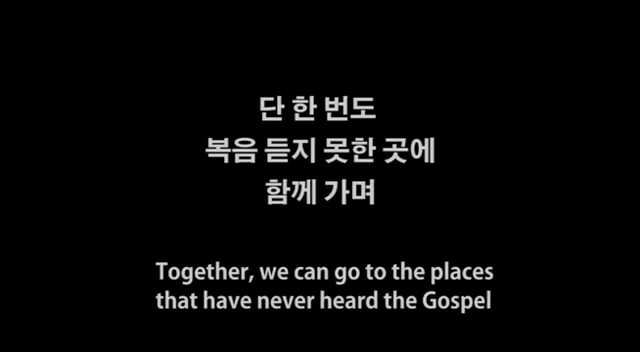 단 한 번도
복음 듣지 못한 곳에
함께 가며
Together, we can go to the places
that have never heard the Gospel